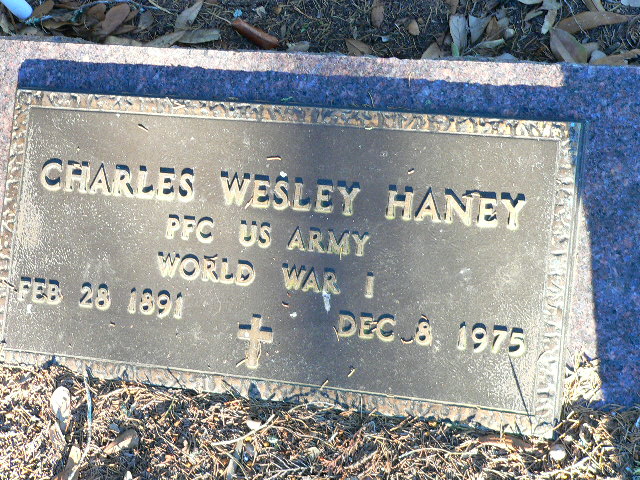 CHARLES WESLEY HANEY
PFC US ARMY
WORLD WAR I
FEB 28 1891 DEC 8 1975